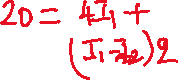 20 = 4I₁ +
(I₁-I₂)2